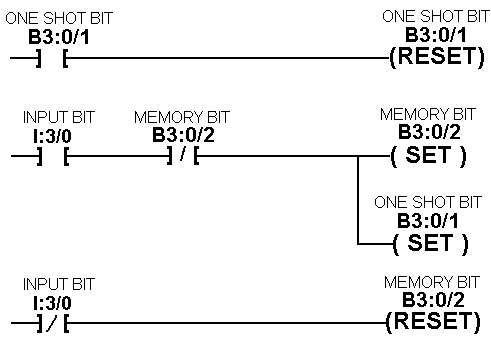 ONE SHOT BIT ONE SHOT BIT
B3:0/1 B3:0/1
(RESET)
INPUT BIT MEMORY BIT MEMORY BIT
I:3/0 B3:0/2 B3:0/2
( SET )
ONE SHOT BIT
B3:0/1
( SET )
INPUT BIT MEMORY BIT
I:3/0 B3:0/2
(RESET)